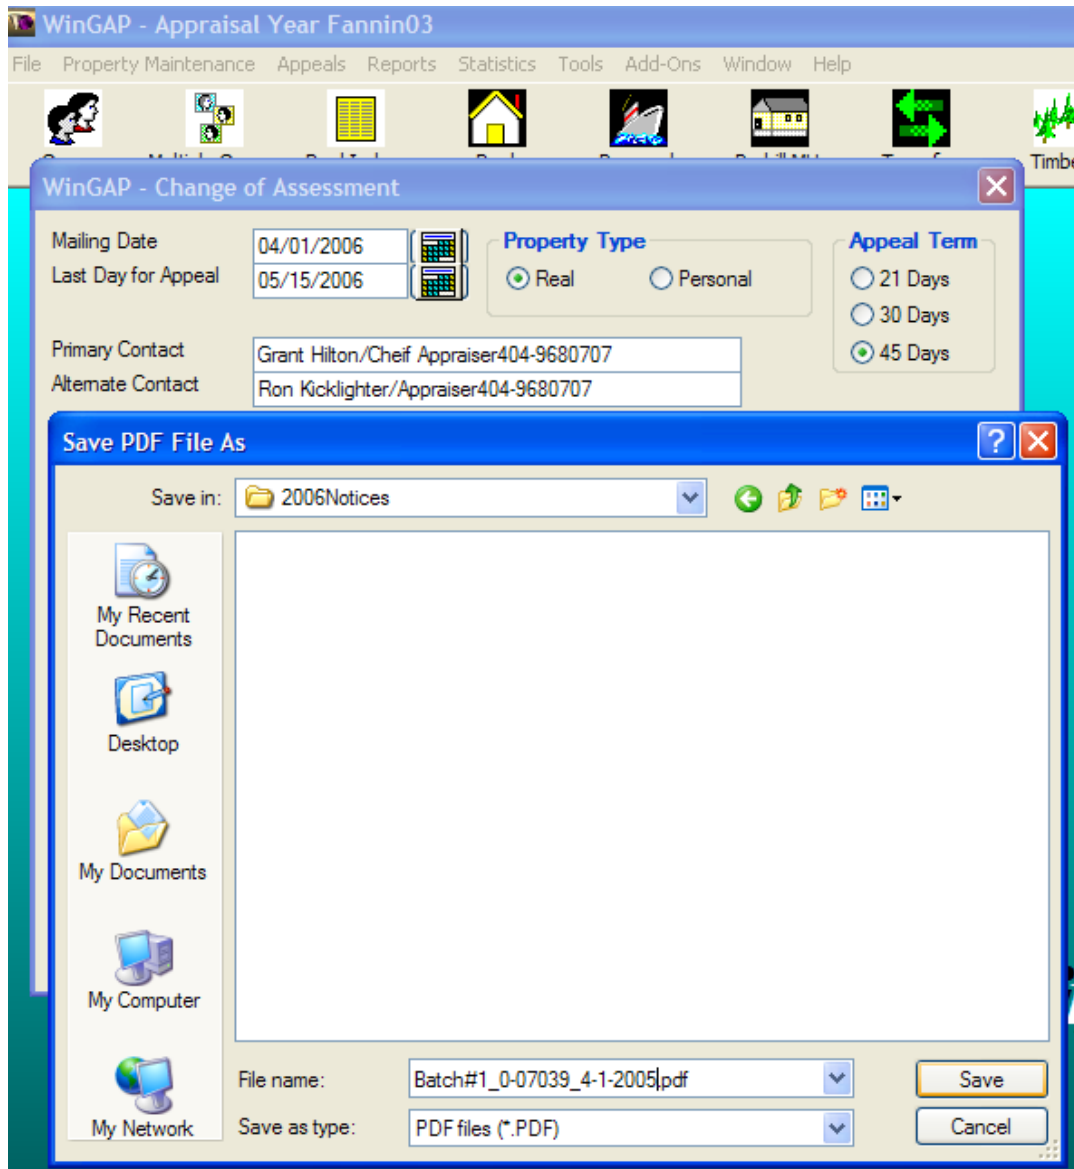 WinGAP - Appraisal Year Fannin03
File Property Maintenance Appeals Reports Statistics Tools Add-Ons Window Help
Timbe
WinGAP - Change of Assessment
Mailing Date 04/01/2006 Property Type Appeal Term
Last Day for Appeal 05/15/2006 Real Personal 21 Days
30 Days
Primary Contact Grant Hilton/Cheif Appraiser404-9680707 45 Days
Alternate Contact Ron Kicklighter/Appraiser404-9680707
Save PDF File As
Save in: 2006Notices
My Recent
Documents
Desktop
My Documents
My Computer
File name: Batch#1_0-07039_4-1-2005.pdf Save
My Network Save as type: PDF files (*.PDF) Cancel